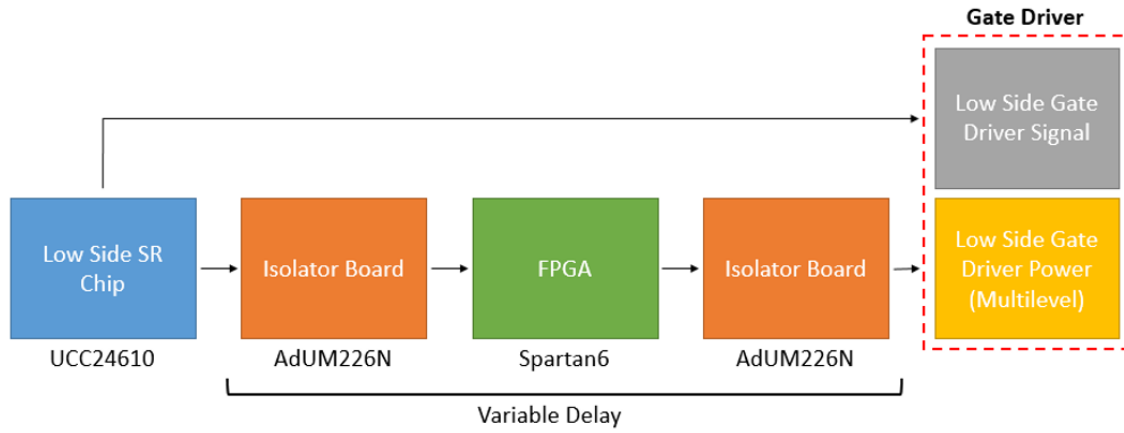 Gate Driver
Low Side Gate
Driver Signal
Low Side SR
Chip
Isolator Board
FPGA
Isolator Board
Low Side Gate
Driver Power
(Multilevel)
UCC24610
AdUM226N
Spartan6
AdUM226N
Variable Delay